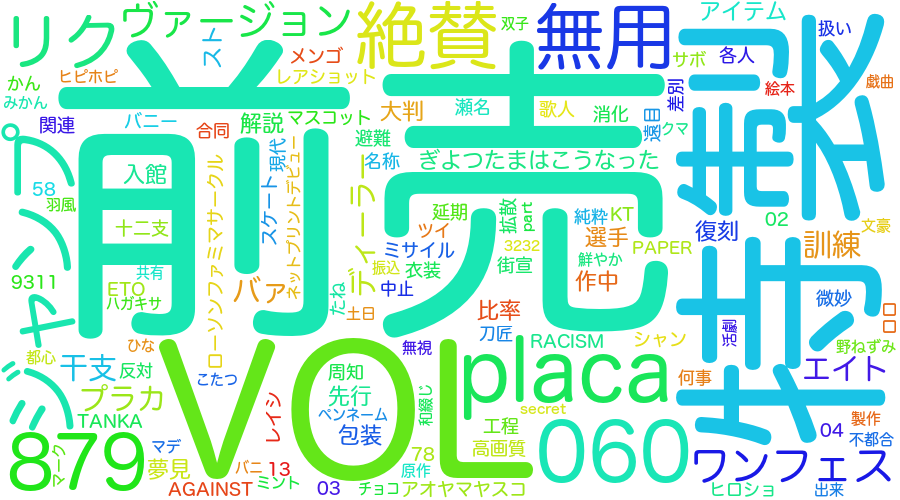 リク
ヴァージョン
スト
メンゴ
絶賛
双子
無用
アイテム
扱い
サボ
各人
かん
ヒピホピ
レアショット
みかん
関連
バニー
合同
解説
マスコット
大判
瀬名
歌人
消化
遠目
差別
絵本
戯曲
クマ
前売
特製
衣
ジャンプ
58
羽風
入館
現代
避難
名称
ぎよつたまはこうなった
十二支
スケート
ネットプリントデビュー
ローソンファミマサークル
ディーラー
延期
ツイ
拡散
part
純粋
KT
選手
復刻
02
訓練
文豪
9311
共有
ETO
ハガキサ
バァ
たね
振込
ミサイル
衣装
3232
街宣
鮮やか
PAPER
中止
作中
微妙
口口
土日
比率
活劇
都心
ひな
刀匠
RACISM
シャン
野ねずみ
干支
反対
こたつ
無視
周知
VOL
placa
何事
エイト
プラカ
レイシ
先行
和綴じ
secret
TANKA
ペンネーム
包装
工程
製作
879
マーク
マデ
夢見
バニ
13
78
原作
高画質
060
04
不都合
ワンフェス
AGAINST
ミント
03
チョコ
アオヤマヤスコ
ヒロショ
出来